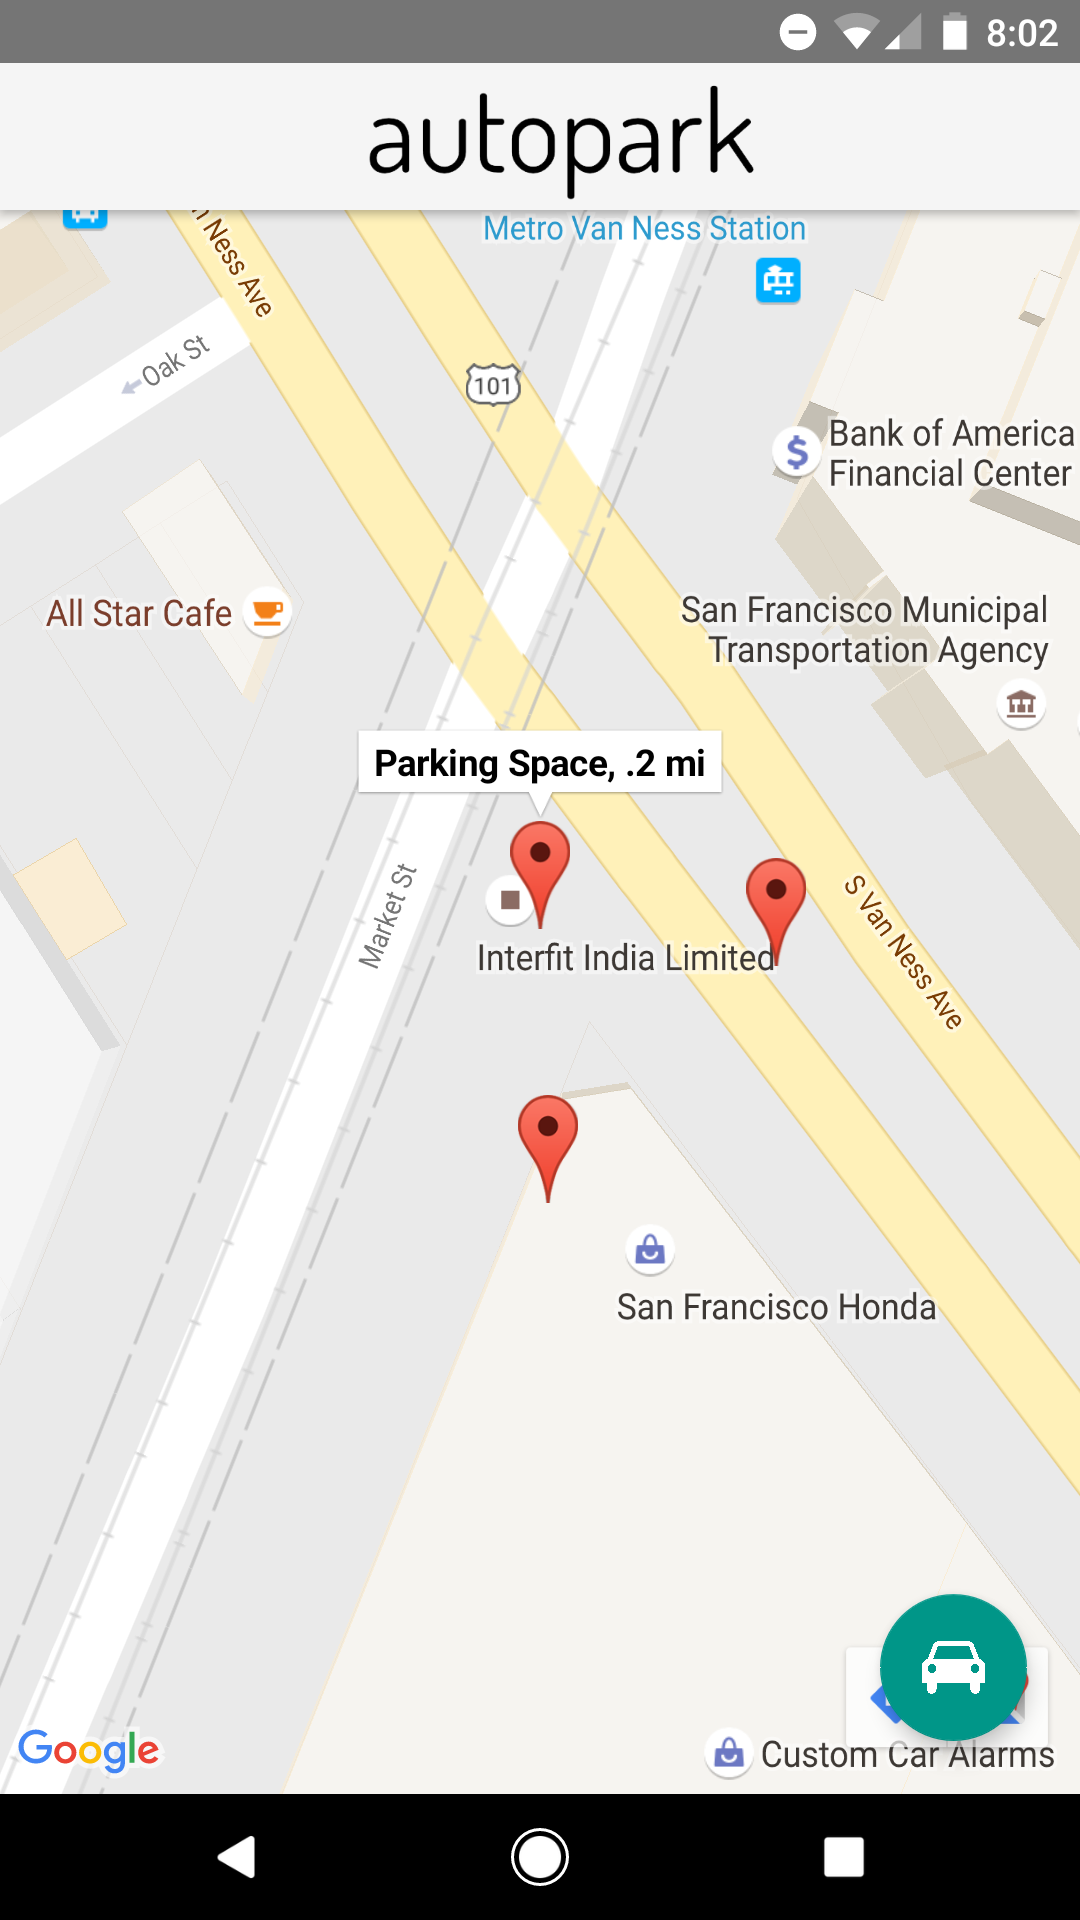 8:02
autopark
Metro Van Ness Station
n Ness Ave
Oak St
101
Bank of America
Financial Center
All Star Cafe
San Francisco Municipal
Transportation Agency
Parking Space, .2 mi
Market St
S Van Ness Ave
Interfit India Limited
San Francisco Honda
Google
Custom Car Alarms